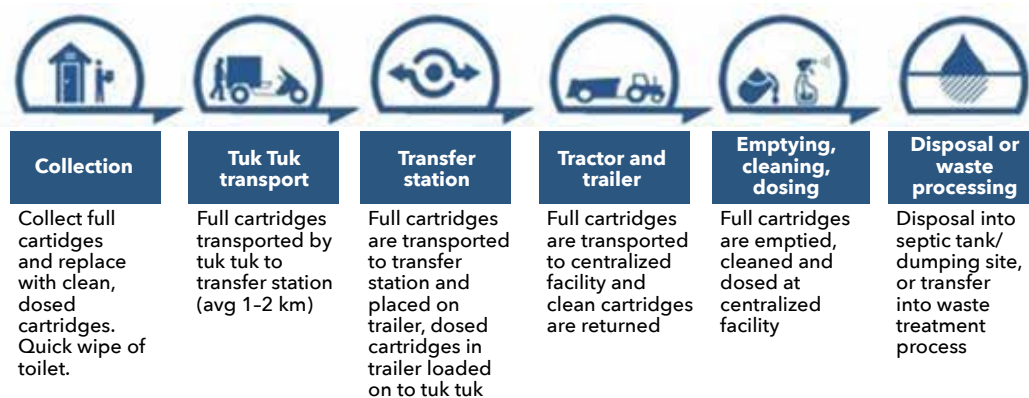 Collection
Collect full
cartidges
and replace
with clean,
dosed
cartridges.
Quick wipe of
toilet.
Tuk Tuk
transport
Full cartridges
transported by
tuk tuk to
transfer station
(avg 1–2 km)
Transfer
station
Full cartridges
are transported
to transfer
station and
placed on
trailer, dosed
cartridges in
trailer loaded
on to tuk tuk
Tractor and
trailer
Full cartridges
are transported
to centralized
facility and
clean cartridges
are returned
Emptying,
cleaning,
dosing
Full cartridges
are emptied,
cleaned and
dosed at
centralized
facility
Disposal or
waste
processing
Disposal into
septic tank/
dumping site,
or transfer
into waste
treatment
process